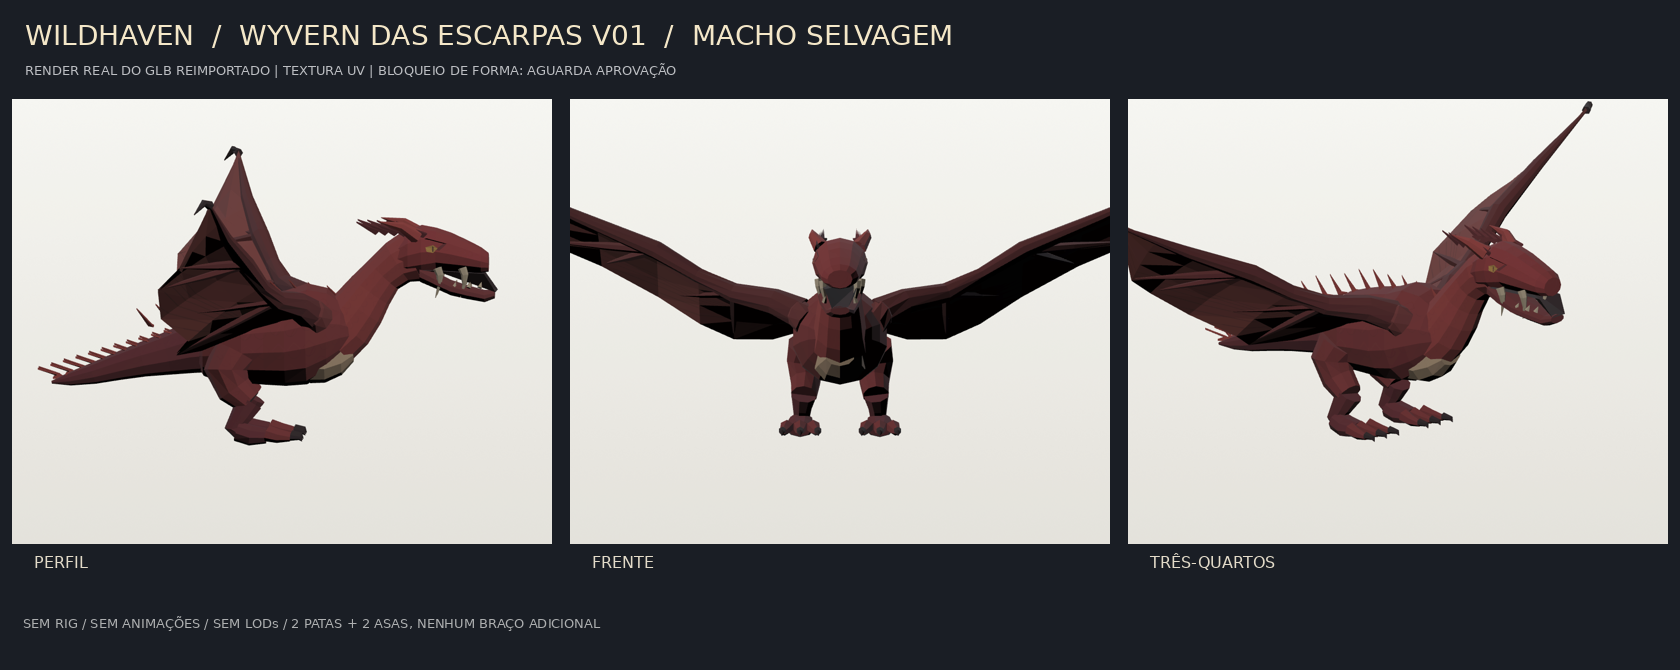 WILDHAVEN / WYVERN DAS ESCARPAS V01 / MACHO SELVAGEM
RENDER REAL DO GLB REIMPORTADO | TEXTURA UV | BLOQUEIO DE FORMA: AGUARDA APROVAÇÃO
PERFIL
FRENTE
TRÊS-QUARTOS
SEM RIG / SEM ANIMAÇÕES / SEM LODs / 2 PATAS + 2 ASAS, NENHUM BRAÇO ADICIONAL